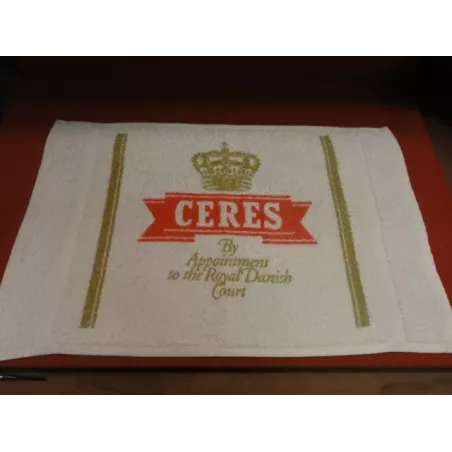 CERES
By
Appointment
to the Royal Danish
Court